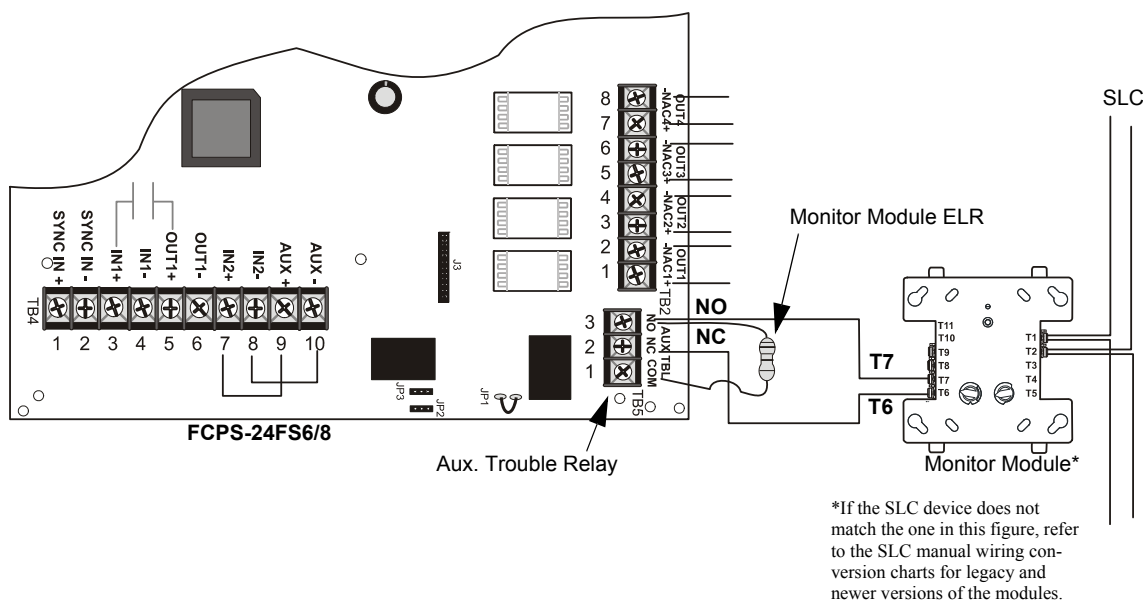 SLC
8
7
6
5
4
3
2
1
-NAC4+
OUT4
-NAC3+
OUT3
-NAC2+
OUT2
-NAC1+
OUT1
TB2
Monitor Module ELR
SYNC IN +
SYNC IN -
IN1+
IN1-
OUT1+
OUT1-
IN2+
IN2-
AUX +
AUX -
TB4
1 2 3 4 5 6 7 8 9 10
J3
JP3
JP2
JP1
3
2
1
NO NC COM
AUX TBL
TB5
NO
NC
T7
T6
T11
T10
T9
T8
T7
T6
T1
T2
T3
T4
T5
FCPS-24FS6/8
Aux. Trouble Relay
Monitor Module*
*If the SLC device does not
match the one in this figure, refer
to the SLC manual wiring con-
version charts for legacy and
newer versions of the modules.